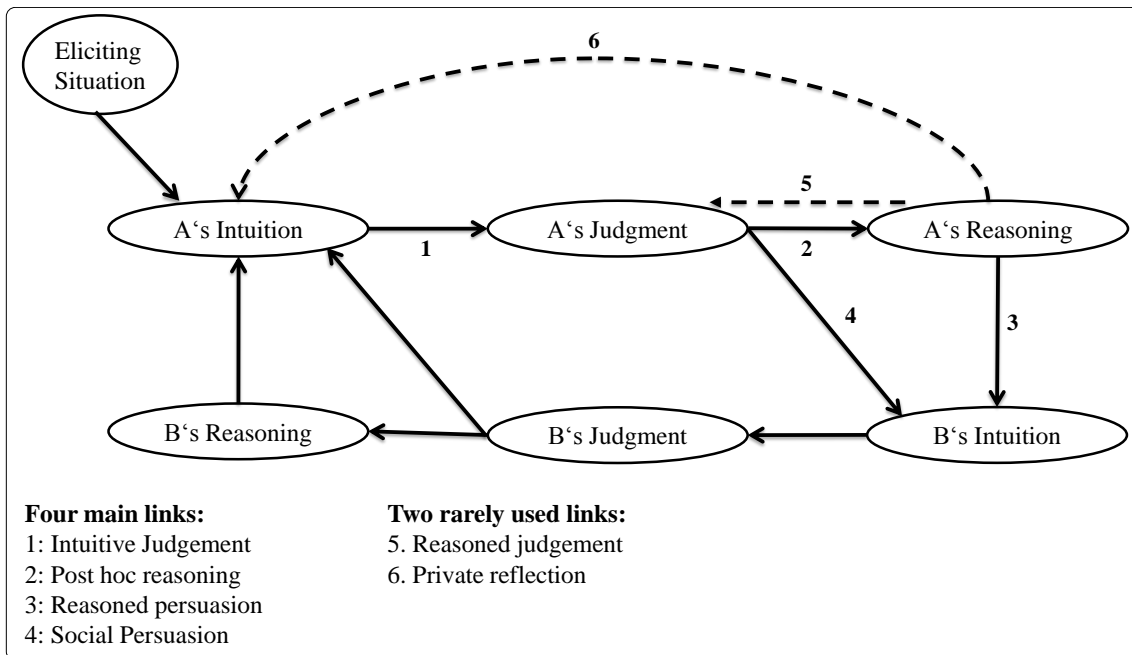 6
Eliciting
Situation
5
A‘s Intuition
1
A‘s Judgment
2
A‘s Reasoning
4
3
B‘s Reasoning
B‘s Judgment
B‘s Intuition
Four main links:
1: Intuitive Judgement
2: Post hoc reasoning
3: Reasoned persuasion
4: Social Persuasion
Two rarely used links:
5. Reasoned judgement
6. Private reflection